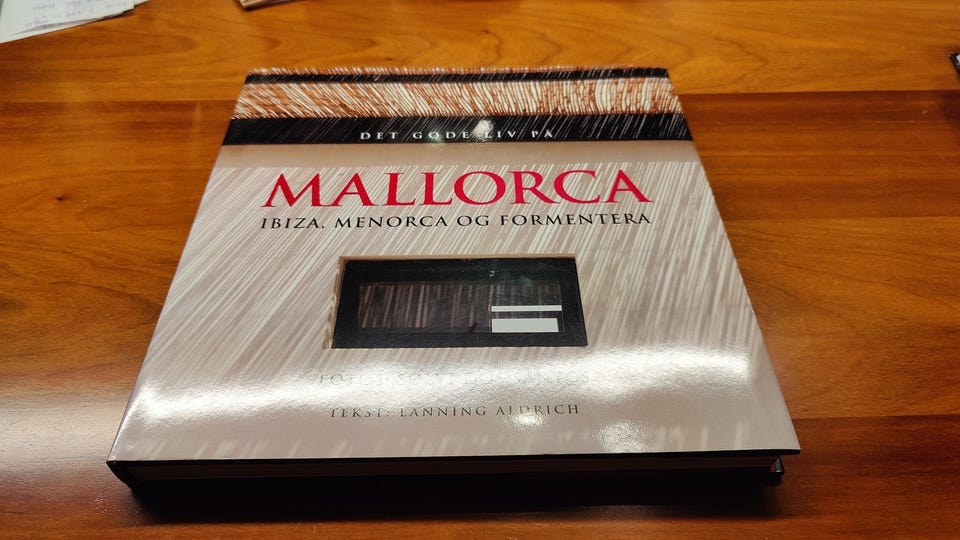 DET GODE LIV PÅ
MALLORCA
IBIZA, MENORCA OG FORMENTERA
TEKST: LANNING ALDRICH